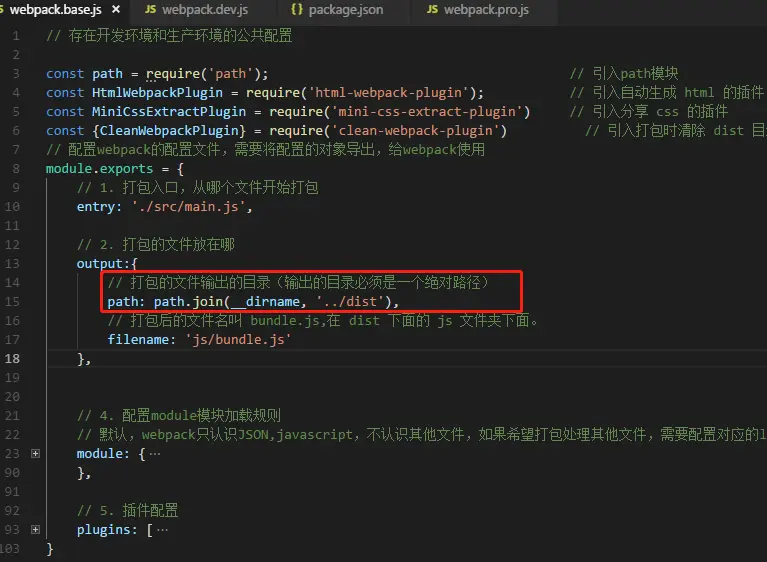 webpack.base.js × JS webpack.dev.js {} package.json JS webpack.pro.js
1 // 存在开发环境和生产环境的公共配置
2
3 const path = require('path'); // 引入path模块
4 const HtmlWebpackPlugin = require('html-webpack-plugin'); // 引入自动生成 html 的插件
5 const MiniCssExtractPlugin = require('mini-css-extract-plugin') // 引入分享 css 的插件
6 const {CleanWebpackPlugin} = require('clean-webpack-plugin') // 引入打包时清除 dist 目
7 // 配置webpack的配置文件，需要将配置的对象导出，给webpack使用
8 module.exports = {
9 // 1. 打包入口，从哪个文件开始打包
10 entry: './src/main.js',
11
12 // 2. 打包的文件放在哪
13 output:{
14 // 打包的文件输出的目录（输出的目录必须是一个绝对路径）
15 path: path.join(__dirname, '../dist'),
16 // 打包后的文件名叫 bundle.js,在 dist 下面的 js 文件夹下面。
17 filename: 'js/bundle.js'
18 },
19
20
21 // 4. 配置module模块加载规则
22 // 默认，webpack只认识JSON,javascript，不认识其他文件，如果希望打包处理其他文件，需要配置对应的l
23 module: {…
90 },
91
92 // 5. 插件配置
93 plugins: […
103 }